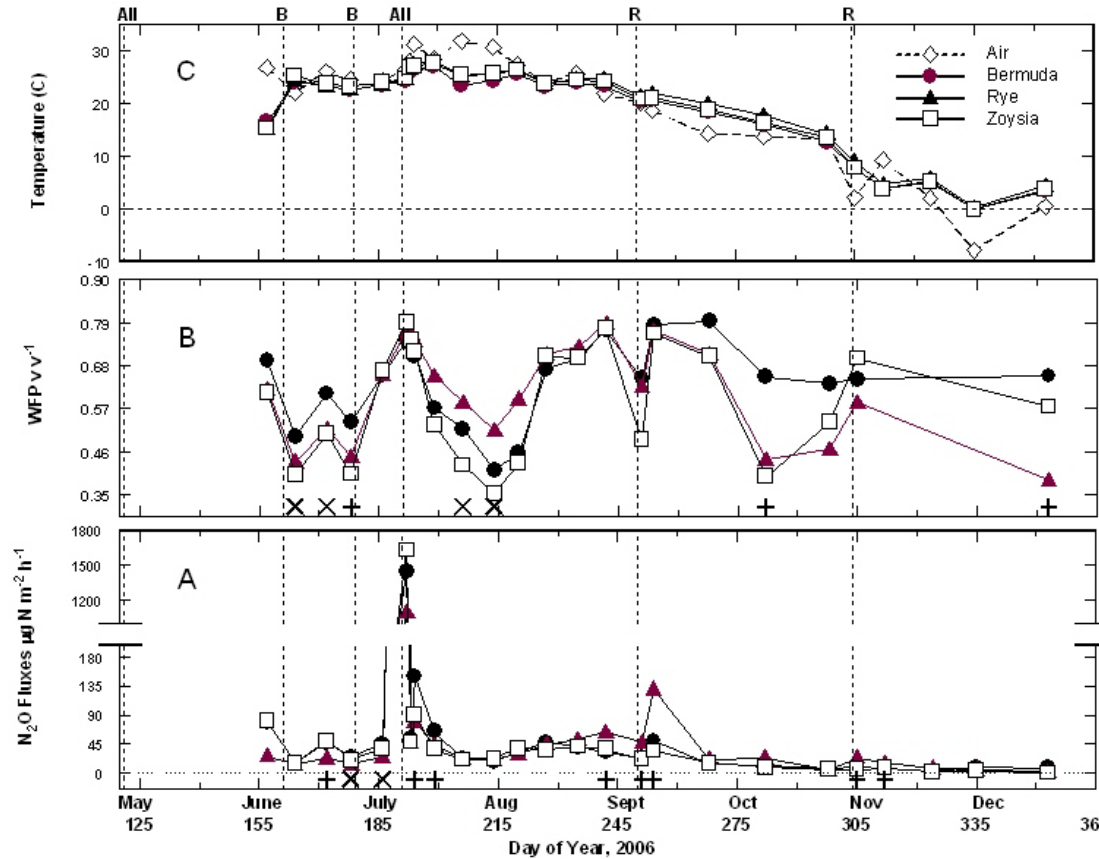 All B B All R R
C
Air
Bermuda
Rye
Zoysia
Temperature (C)
30
20
10
0
-10
B
WFP v v-1
0.90
0.79
0.68
0.57
0.46
0.35
A
N2O Fluxes µg N m-2 h-1
1800
1500
1200
180
135
90
45
0
May June July Aug Sept Oct Nov Dec
125 155 185 215 245 275 305 335 36
Day of Year, 2006